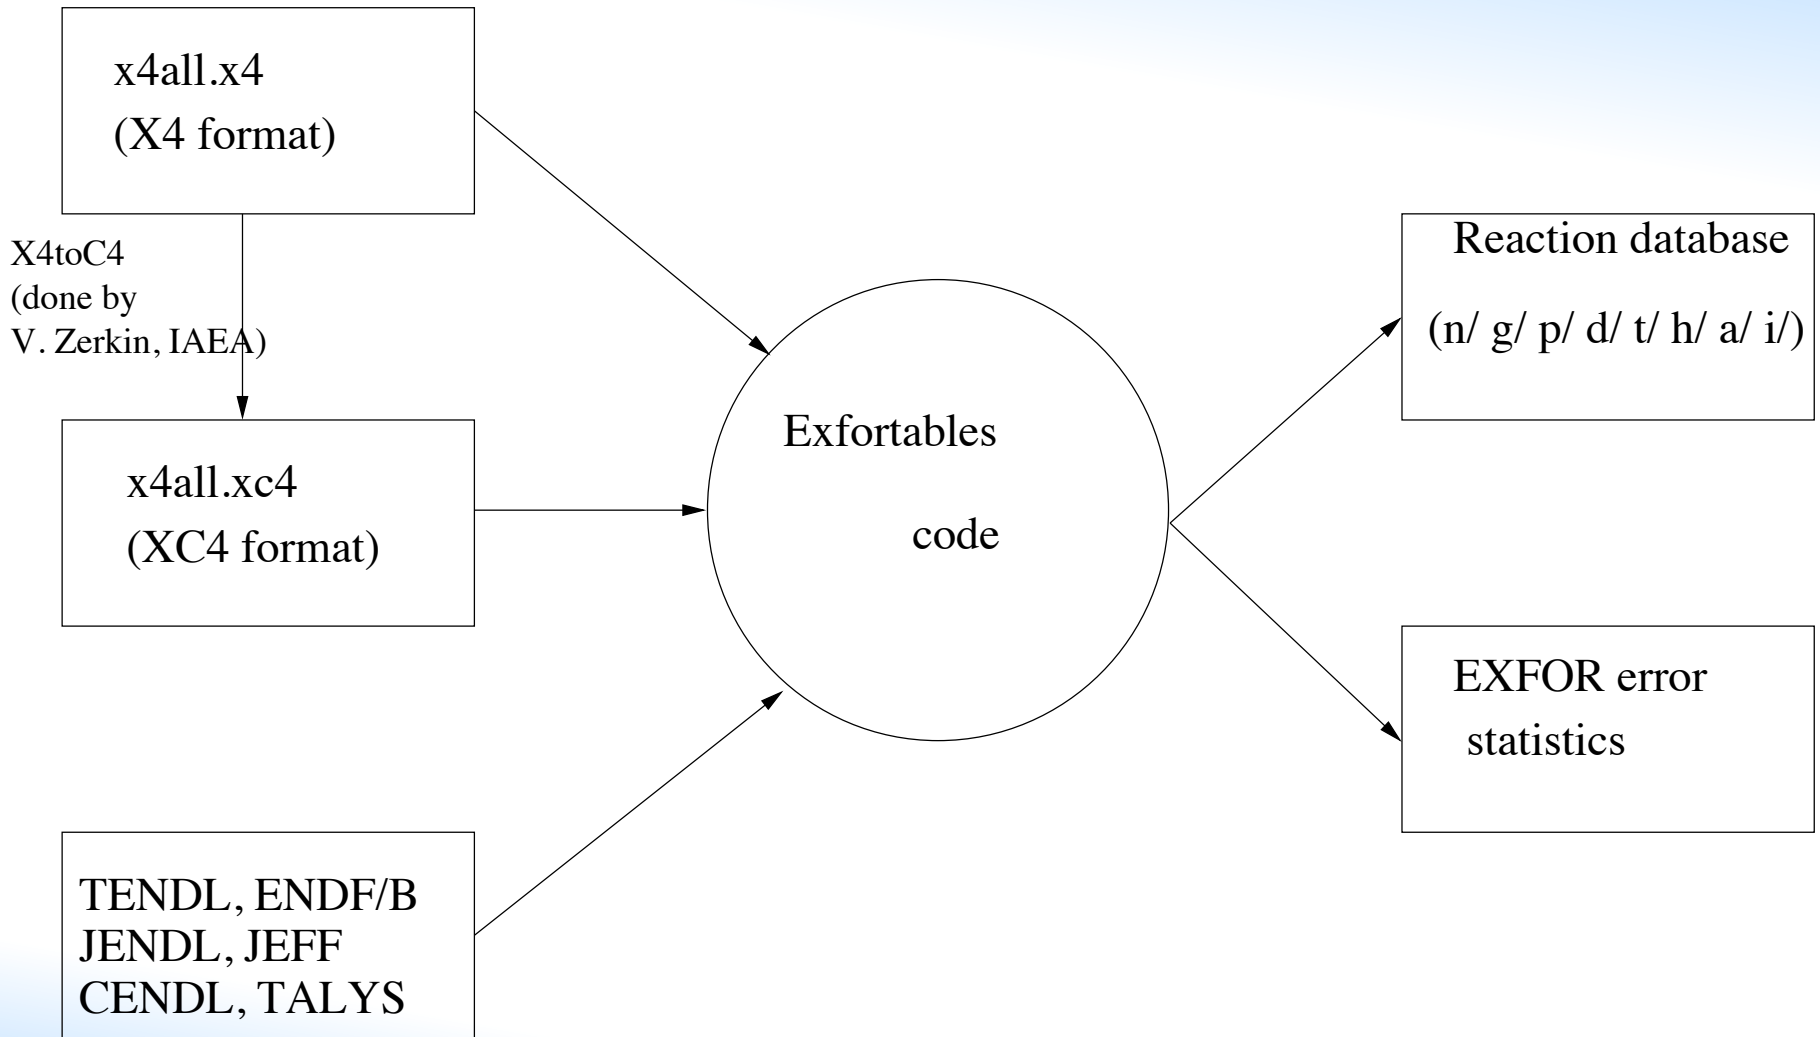 x4all.x4
(X4 format)
X4toC4
(done by
V. Zerkin, IAEA)
x4all.xc4
(XC4 format)
TENDL, ENDF/B
JENDL, JEFF
CENDL, TALYS
Exfortables
code
Reaction database
(n/ g/ p/ d/ t/ h/ a/ i/)
EXFOR error
statistics